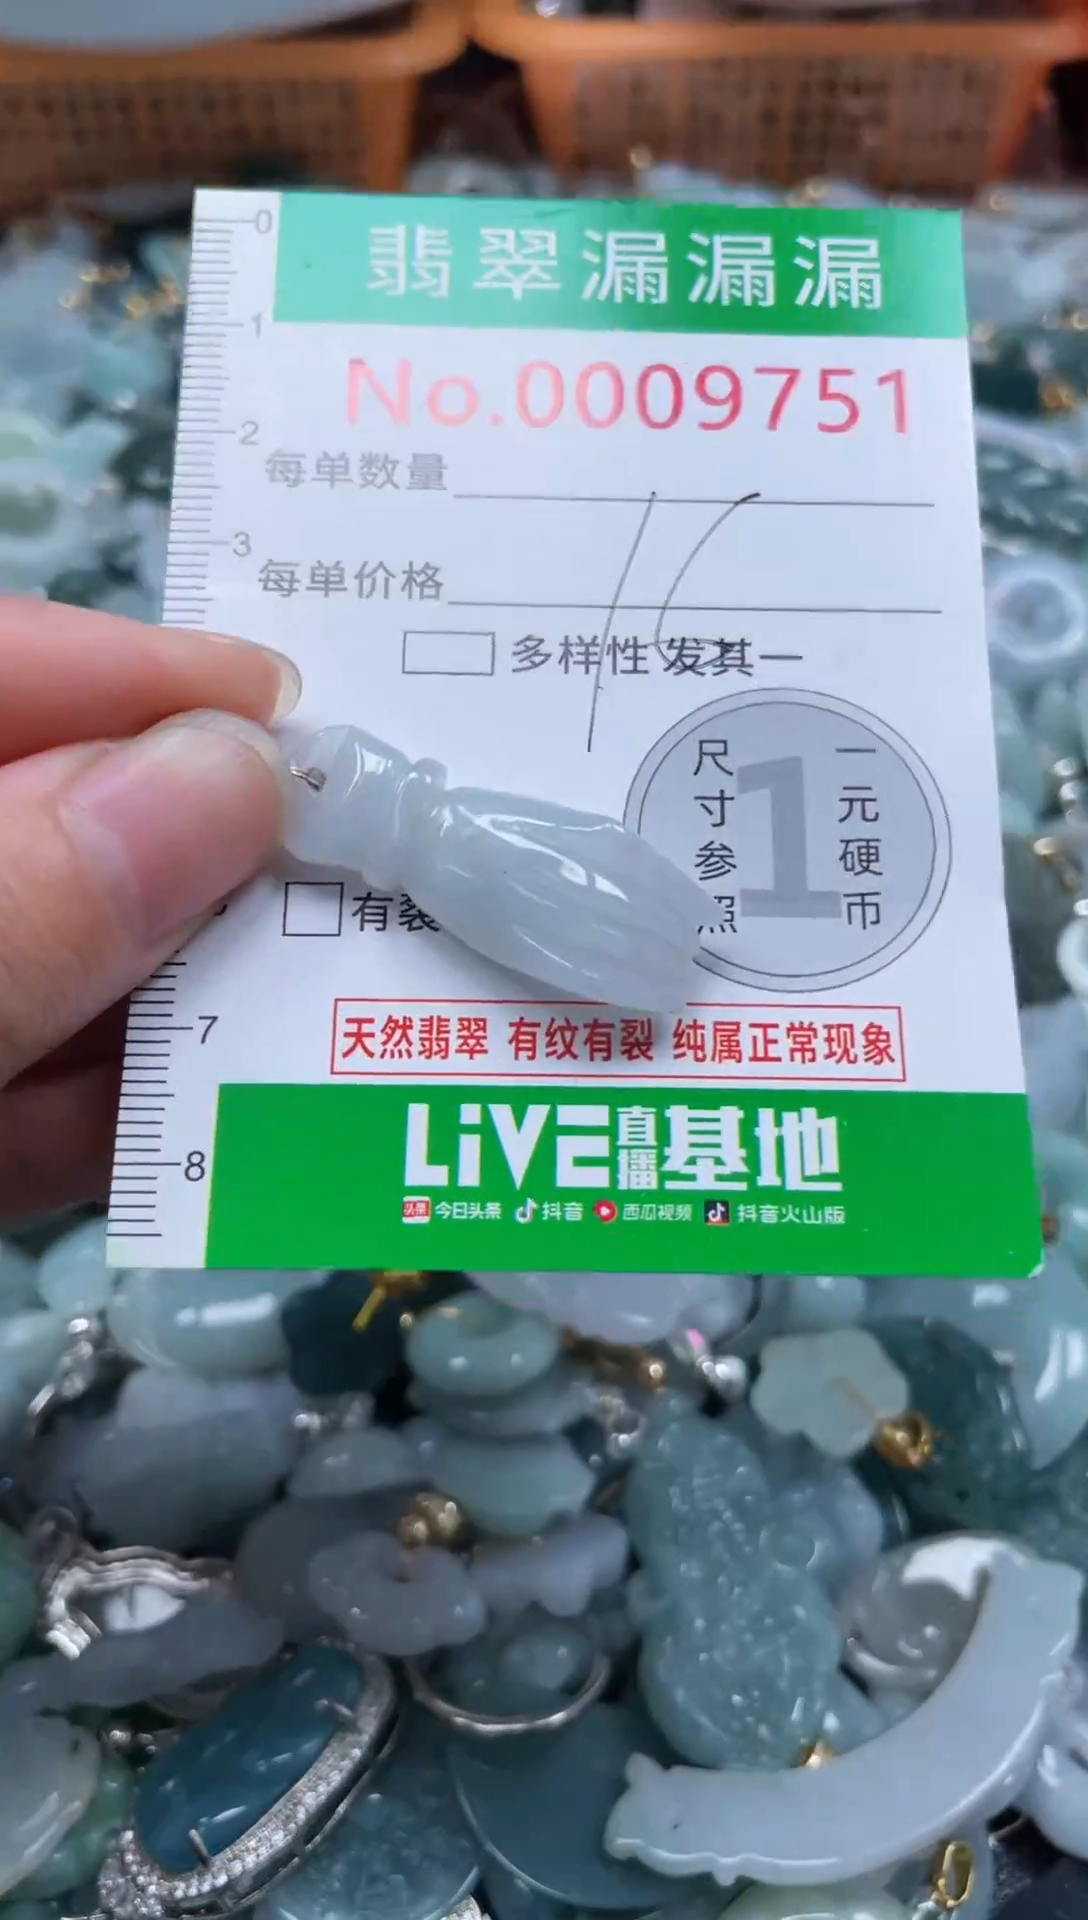 0
翡翠漏漏漏
1
No.0009751
2
每单数量
16
3
每单价格
多样性 发其一
尺寸参照
1
一元硬币
有裂
天然翡翠 有纹有裂 纯属正常现象
7
LiVE直播基地
8
头条 今日头条 抖音 西瓜视频 抖音火山版